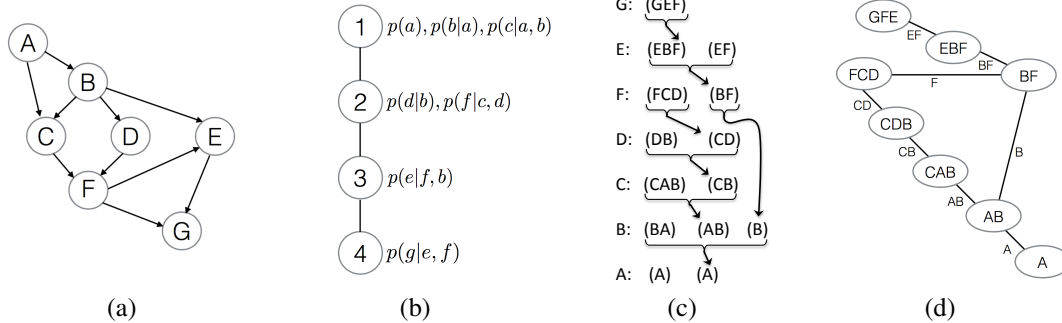 A
B
C
D
E
F
G
(a)
1 p(a), p(b|a), p(c|a, b)
2 p(d|b), p(f|c, d)
3 p(e|f, b)
4 p(g|e, f)
(b)
G: (GEF)
E: (EBF) (EF)
F: (FCD) (BF)
D: (DB) (CD)
C: (CAB) (CB)
B: (BA) (AB) (B)
A: (A) (A)
(c)
GFE
EF
EBF
BF
BF
FCD
F
CD
CDB
CB
CAB
B
AB
AB
A
A
(d)